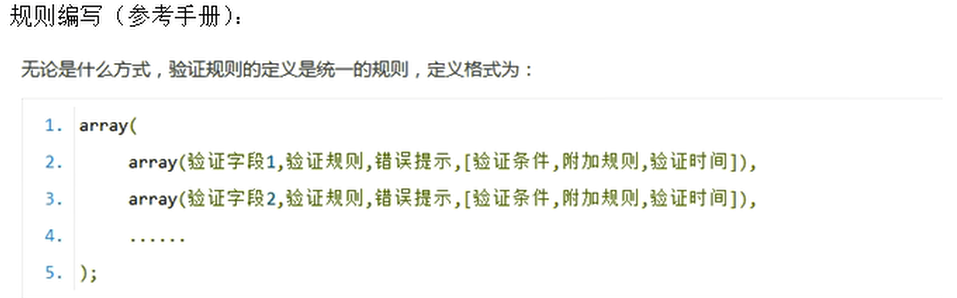 规则编写（参考手册）：
无论是什么方式，验证规则的定义是统一的规则，定义格式为：
1. array(
2. array(验证字段1,验证规则,错误提示,[验证条件,附加规则,验证时间]),
3. array(验证字段2,验证规则,错误提示,[验证条件,附加规则,验证时间]),
4. ......
5. );